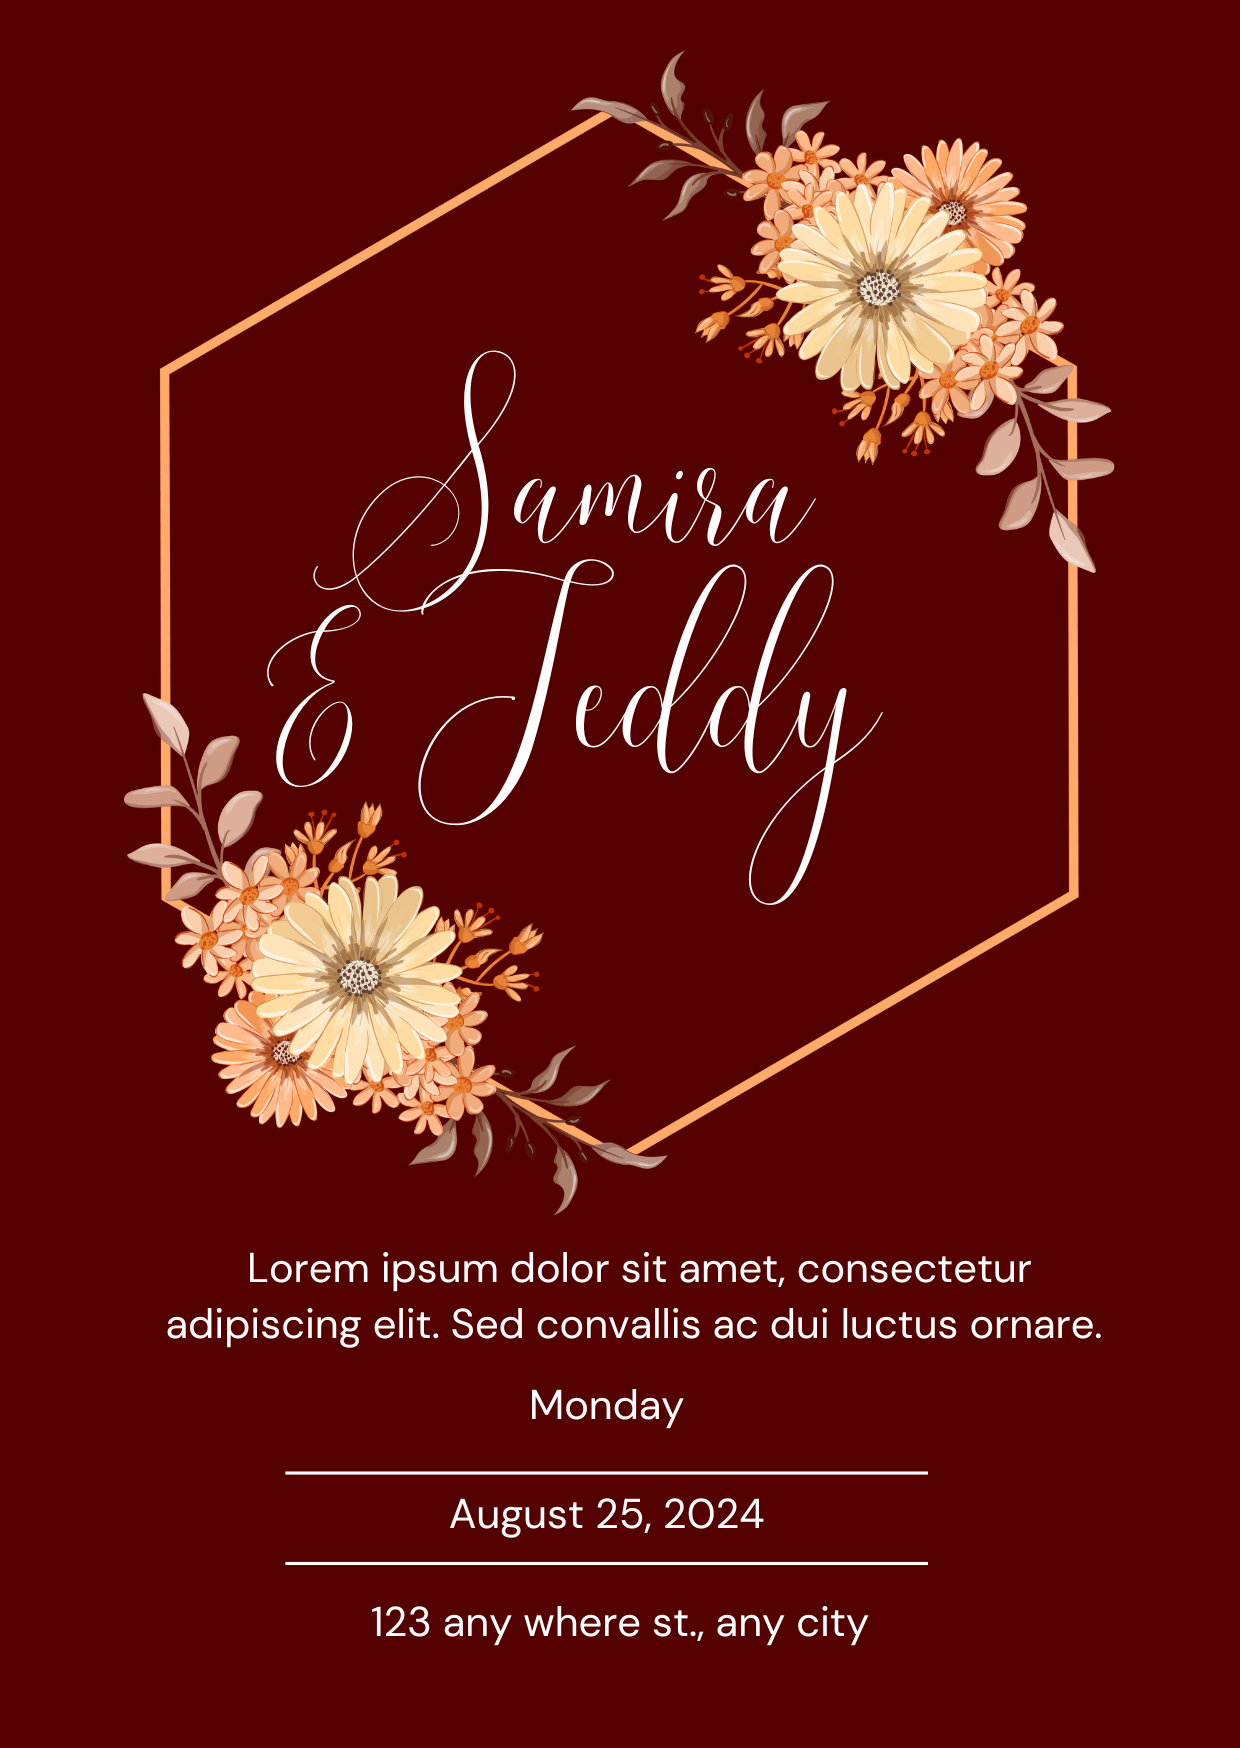 Samira
& Teddy
Lorem ipsum dolor sit amet, consectetur
adipiscing elit. Sed convallis ac dui luctus ornare.
Monday
August 25, 2024
123 any where st., any city